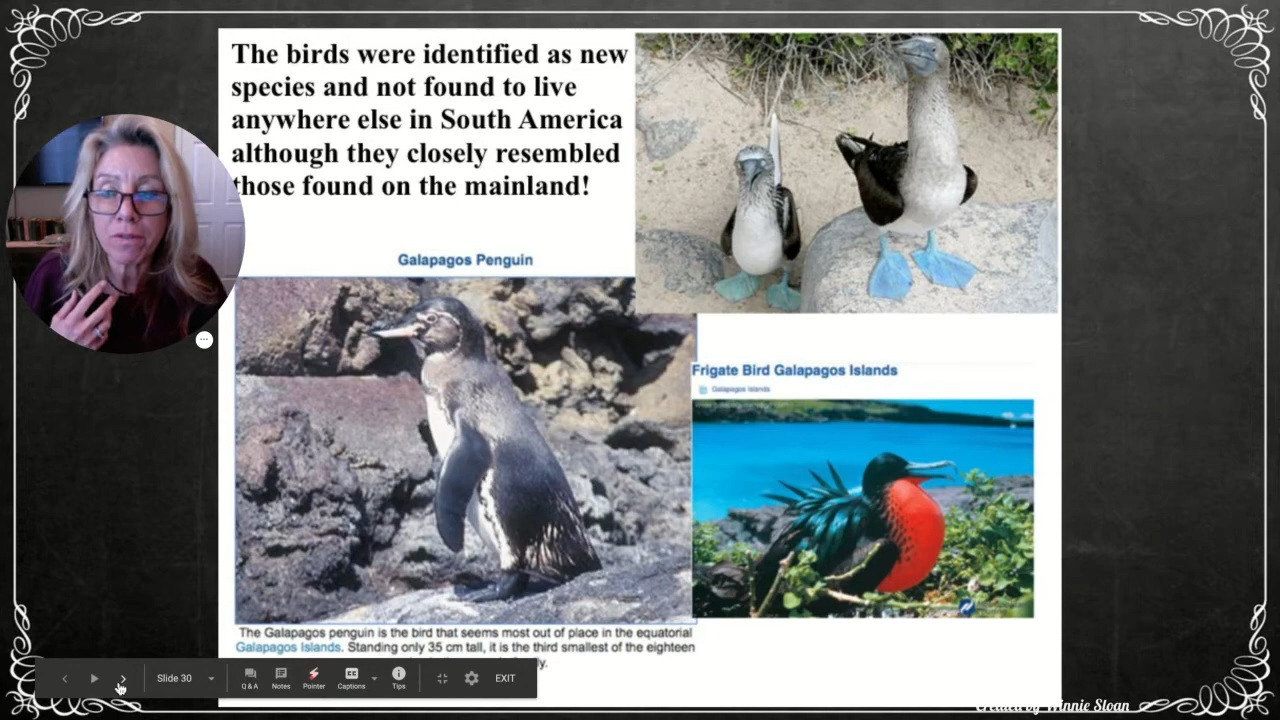 The birds were identified as new
species and not found to live
anywhere else in South America
although they closely resembled
those found on the mainland!
Galapagos Penguin
Frigate Bird Galapagos Islands
Galapagos Islands
The Galapagos penguin is the bird that seems most out of place in the equatorial
Galapagos Islands. Standing only 35 cm tall, it is the third smallest of the eighteen
Slide 30
Q & A
Notes
Pointer
CC
Captions
Tips
EXIT
Created by Winnie Sloan